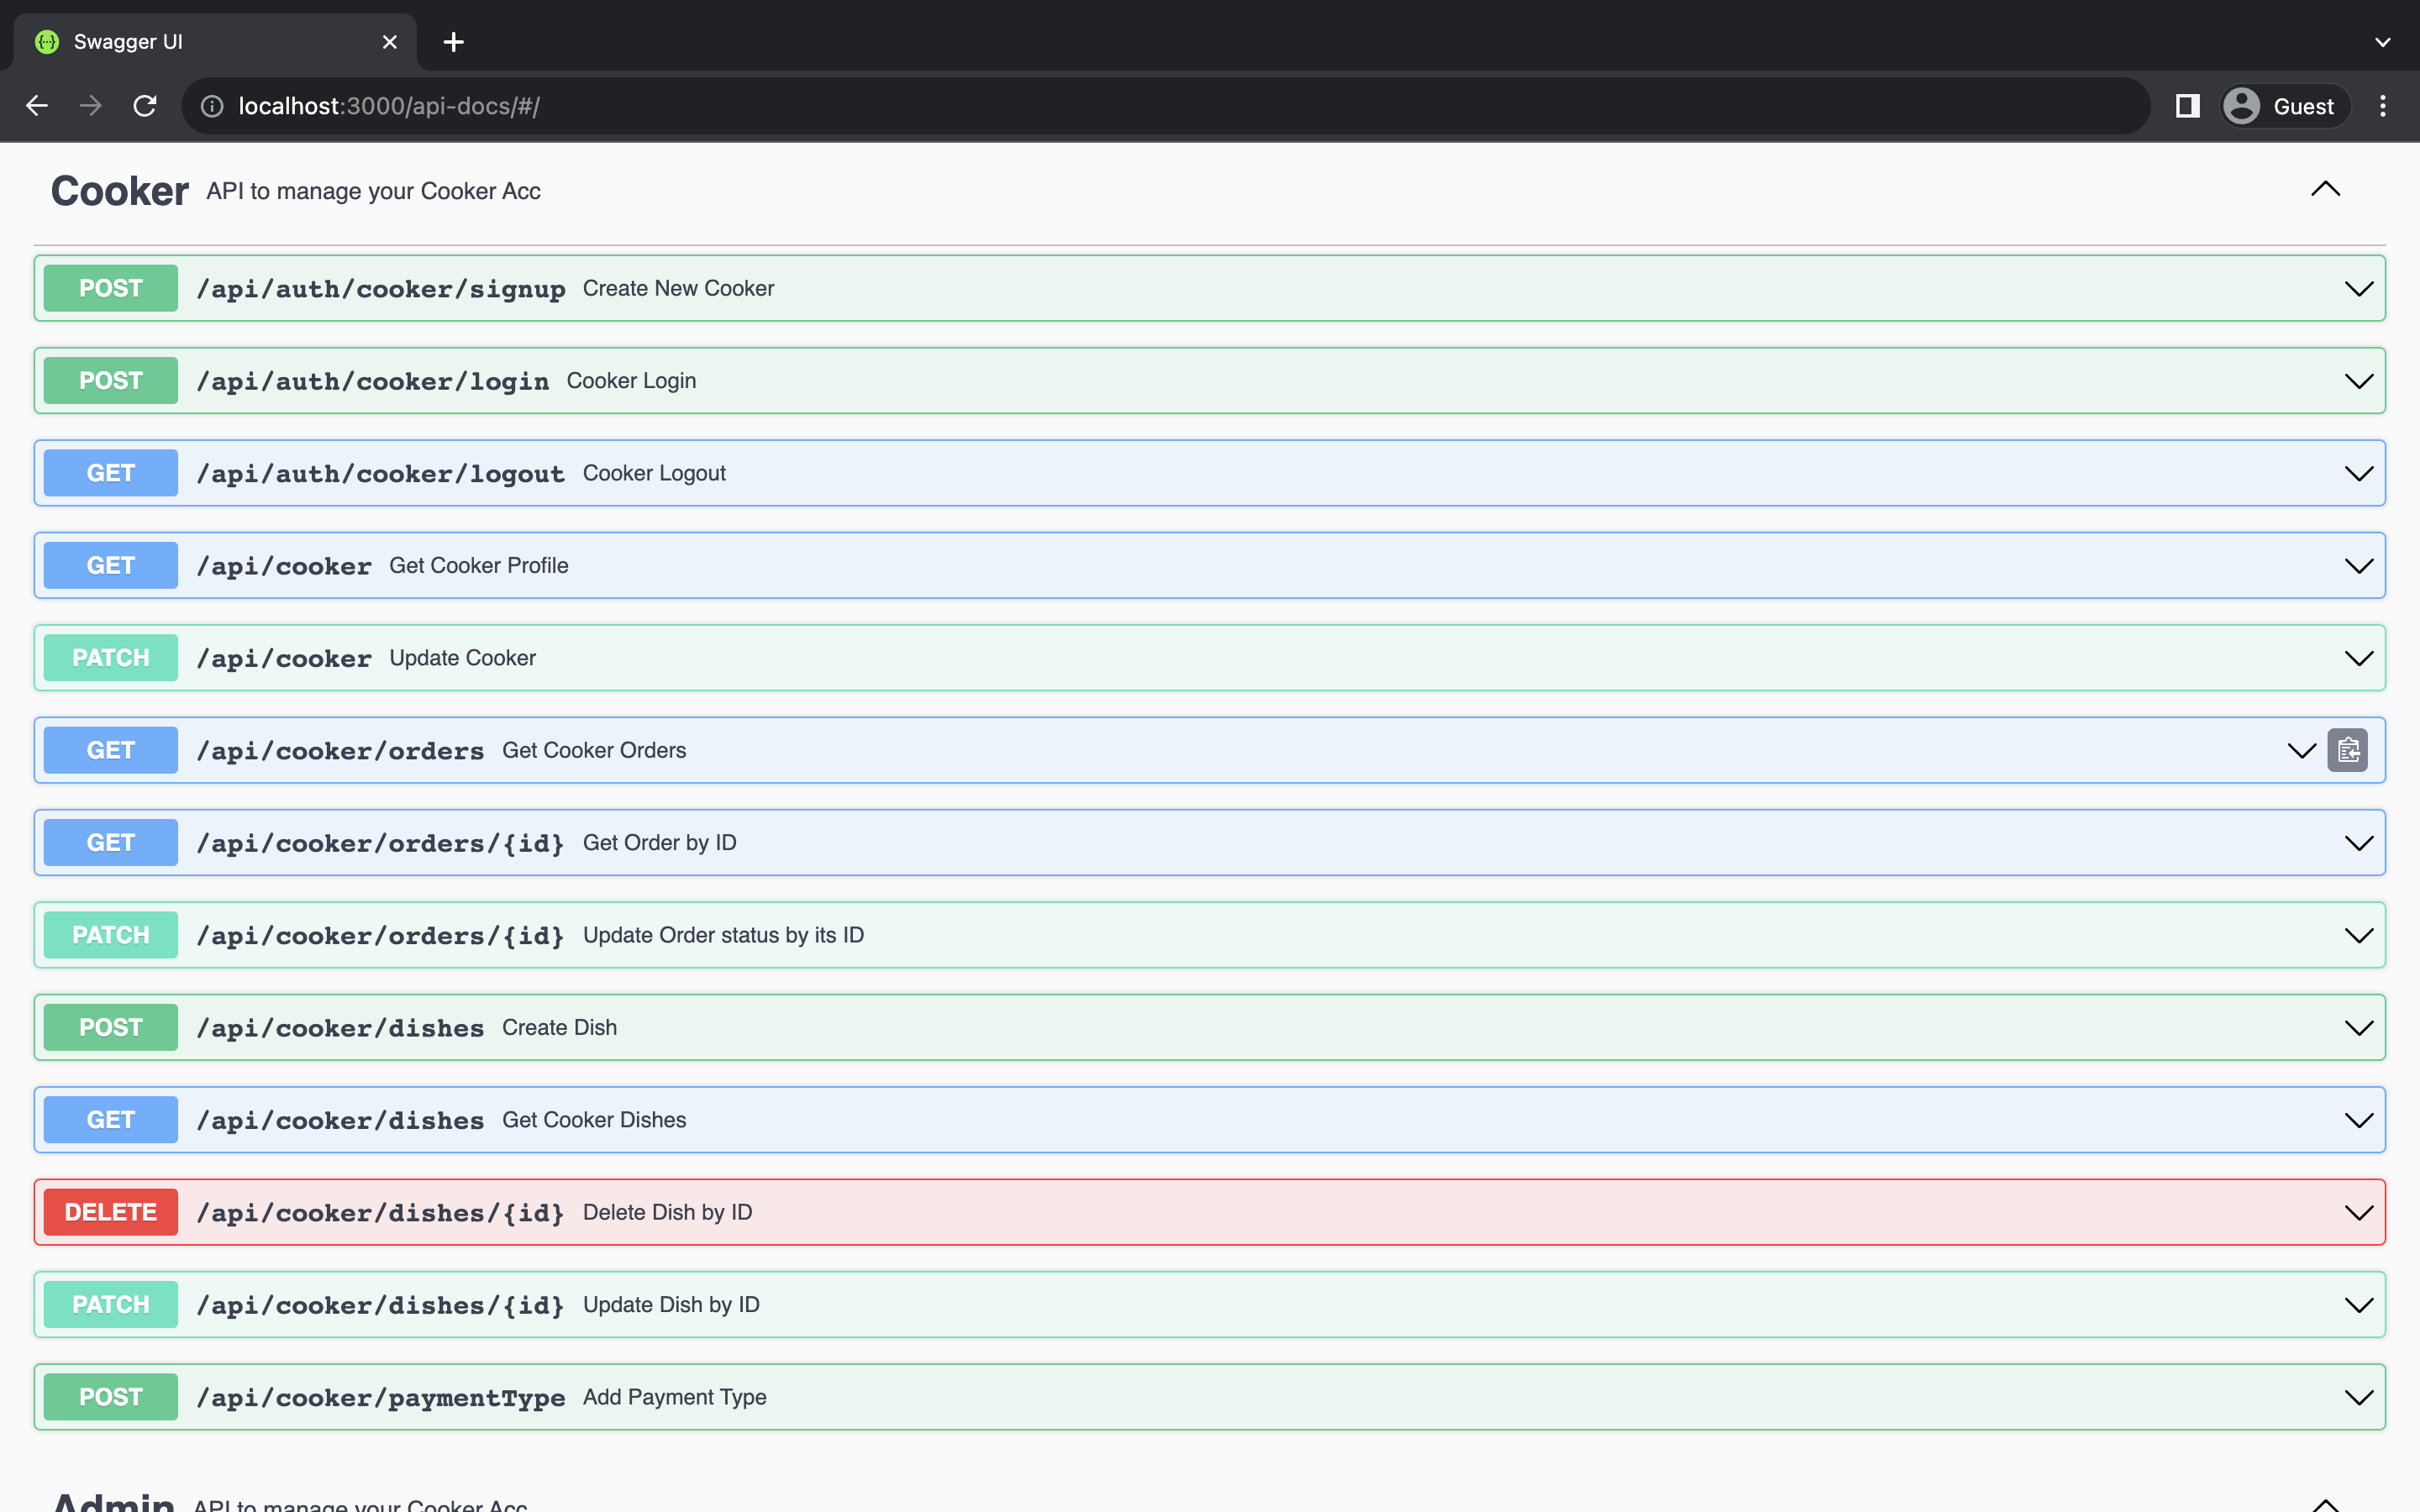 Swagger UI
localhost:3000/api-docs/#/
Guest
Cooker API to manage your Cooker Acc
POST /api/auth/cooker/signup Create New Cooker
POST /api/auth/cooker/login Cooker Login
GET /api/auth/cooker/logout Cooker Logout
GET /api/cooker Get Cooker Profile
PATCH /api/cooker Update Cooker
GET /api/cooker/orders Get Cooker Orders
GET /api/cooker/orders/{id} Get Order by ID
PATCH /api/cooker/orders/{id} Update Order status by its ID
POST /api/cooker/dishes Create Dish
GET /api/cooker/dishes Get Cooker Dishes
DELETE /api/cooker/dishes/{id} Delete Dish by ID
PATCH /api/cooker/dishes/{id} Update Dish by ID
POST /api/cooker/paymentType Add Payment Type
Admin API to manage your Cooker Acc